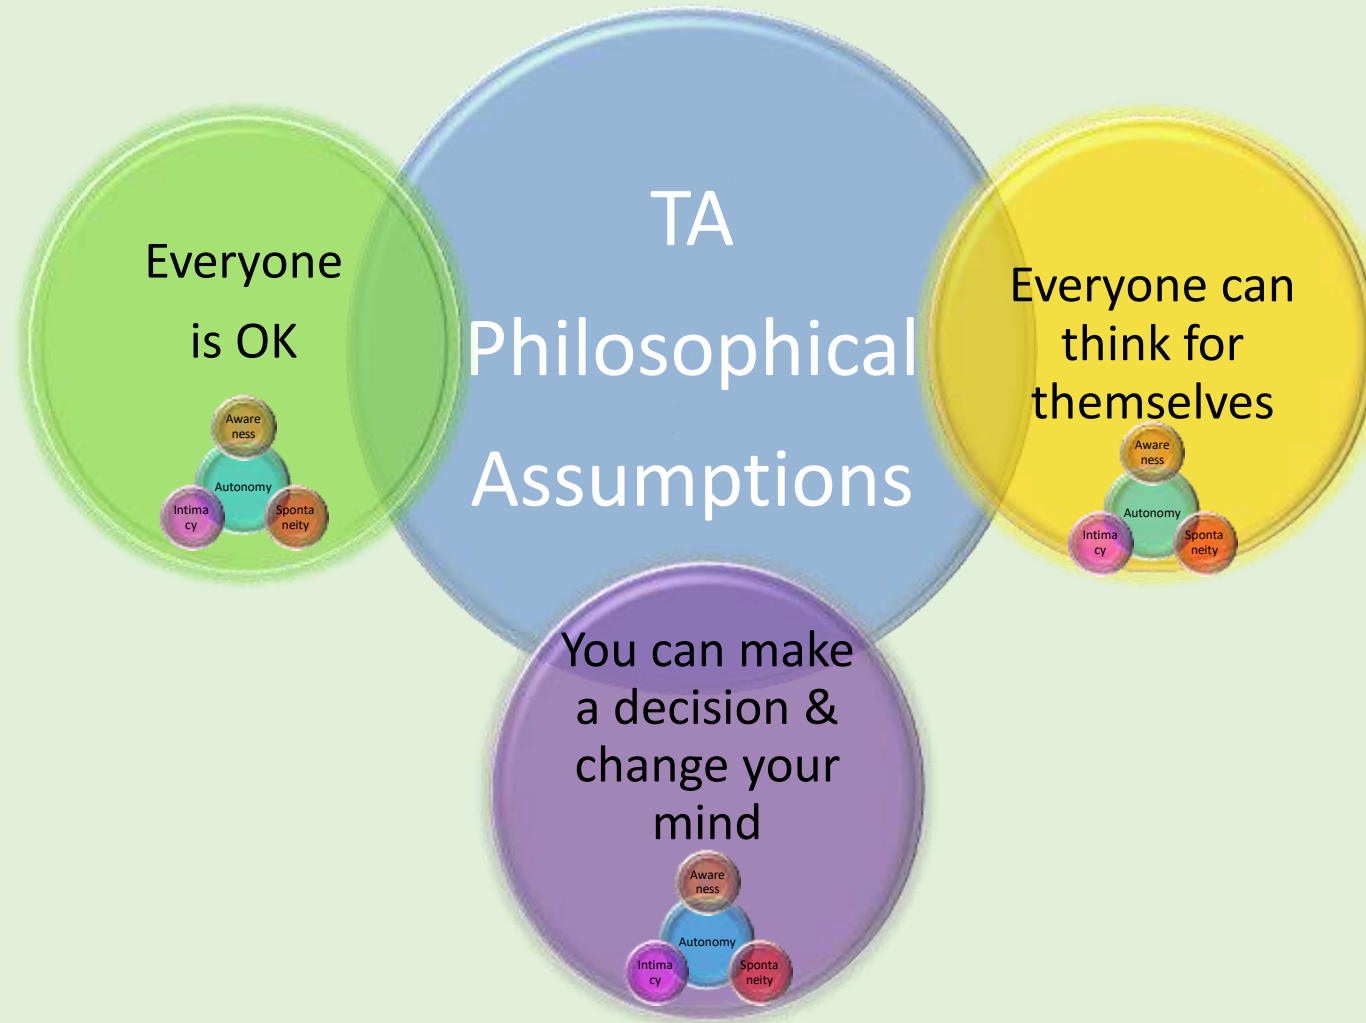 TA
Philosophical
Assumptions
Everyone
is OK
Aware
ness
Autonomy
Intima
cy
Sponta
neity
Everyone can
think for
themselves
Aware
ness
Autonomy
Intima
cy
Sponta
neity
You can make
a decision &
change your
mind
Aware
ness
Autonomy
Intima
cy
Sponta
neity